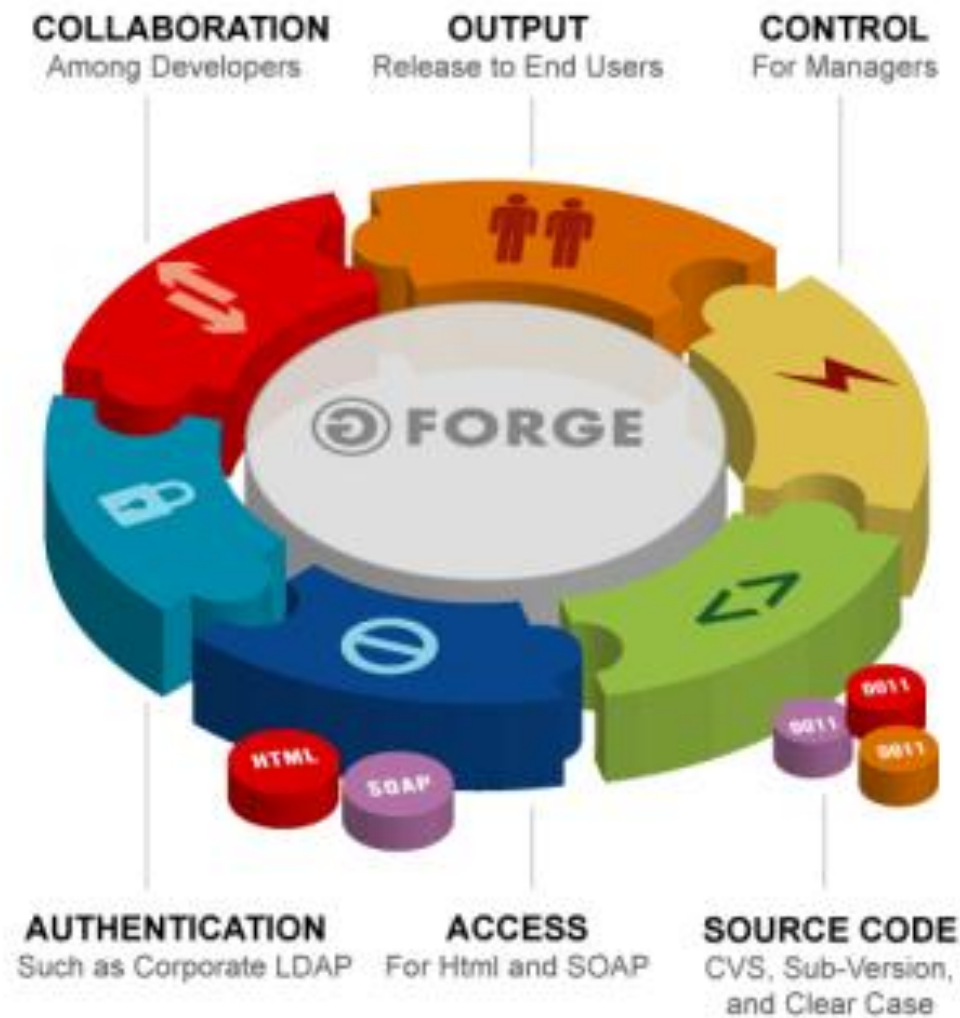 COLLABORATION
Among Developers
OUTPUT
Release to End Users
CONTROL
For Managers
G FORGE
HTML
SOAP
0011
0011
0011
AUTHENTICATION
Such as Corporate LDAP
ACCESS
For Html and SOAP
SOURCE CODE
CVS, Sub-Version,
and Clear Case